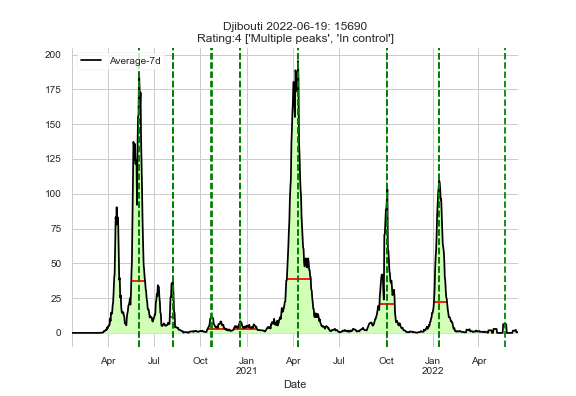 Djibouti 2022-06-19: 15690
Rating:4 ['Multiple peaks', 'In control']
Average-7d
200
175
150
125
100
75
50
25
0
Apr Jul Oct Jan Apr Jul Oct Jan Apr
2021 2022
Date